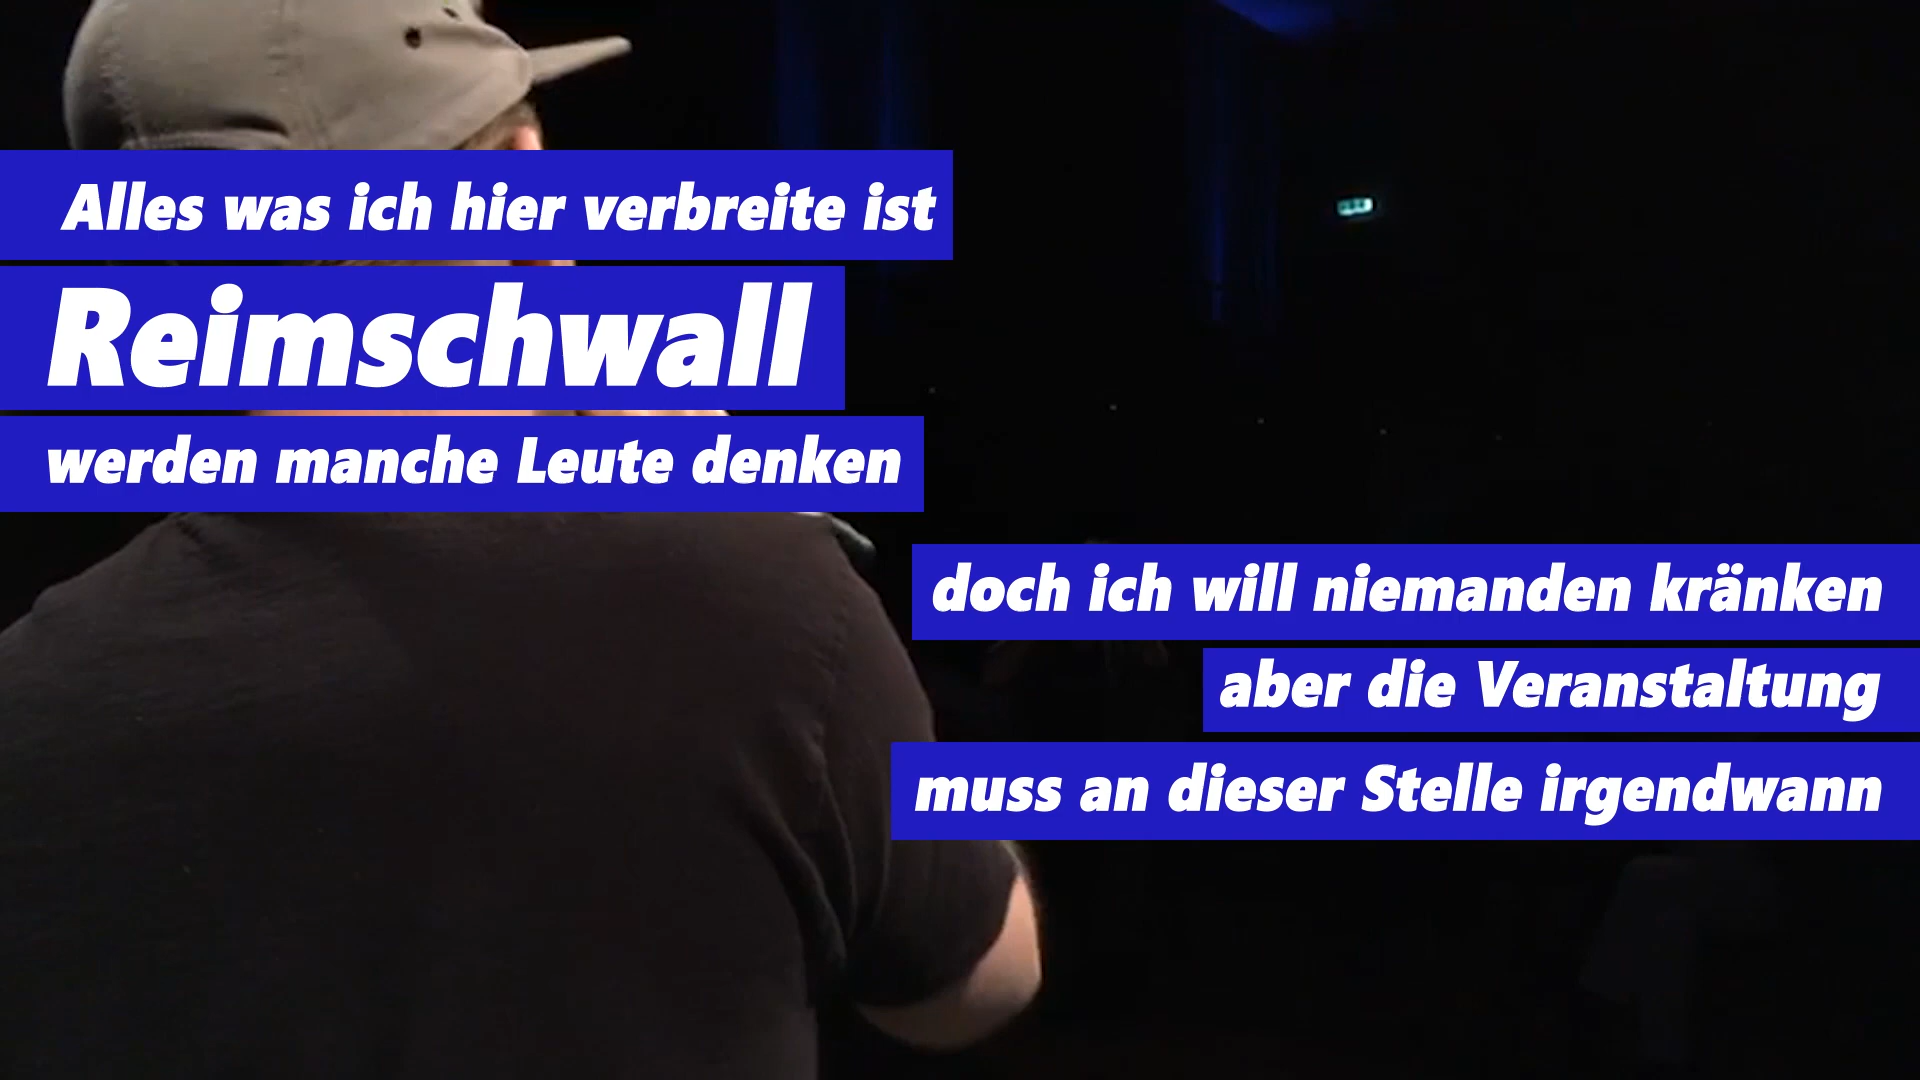 Alles was ich hier verbreite ist
Reimschwall
werden manche Leute denken
doch ich will niemanden kränken
aber die Veranstaltung
muss an dieser Stelle irgendwann